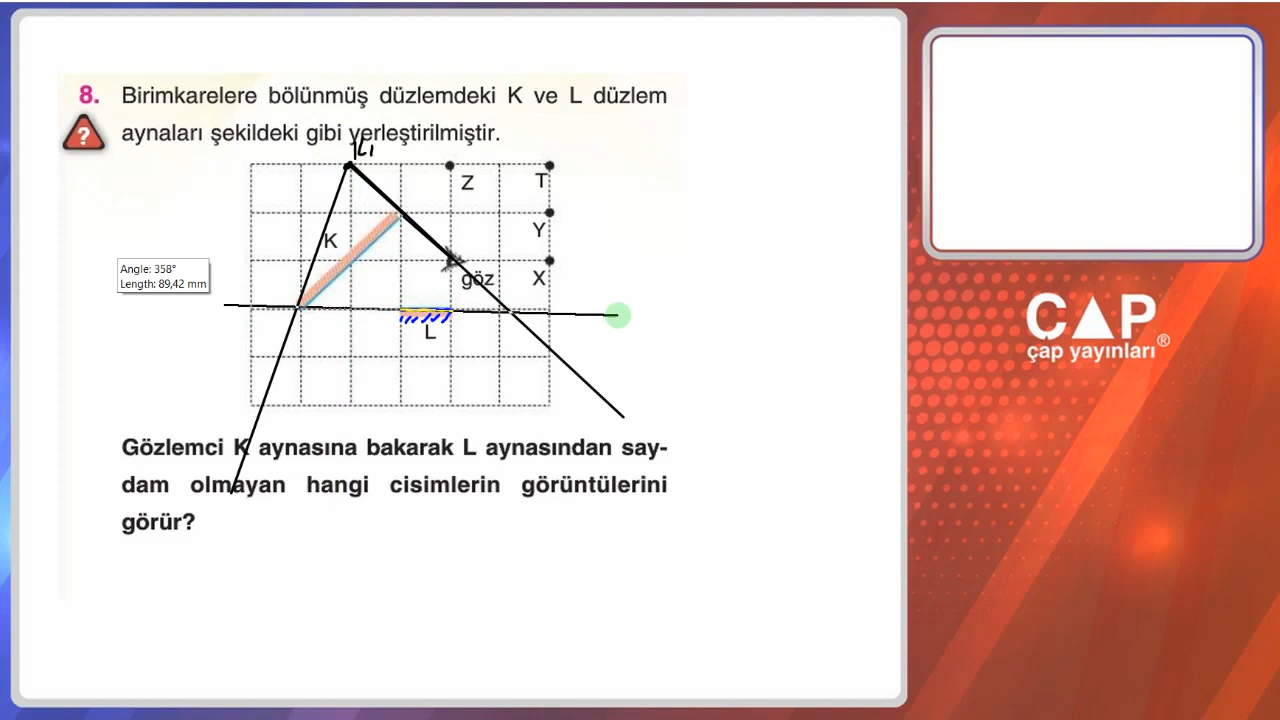 8. Birimkarelere bölünmüş düzlemdeki K ve L düzlem
? aynaları şekildeki gibi yerleştirilmiştir.
Z
T
K
Y
göz
X
L
Angle: 358°
Length: 89,42 mm
Gözlemci K aynasına bakarak L aynasından say-
dam olmayan hangi cisimlerin görüntülerini
görür?
ÇAP
çap yayınları®